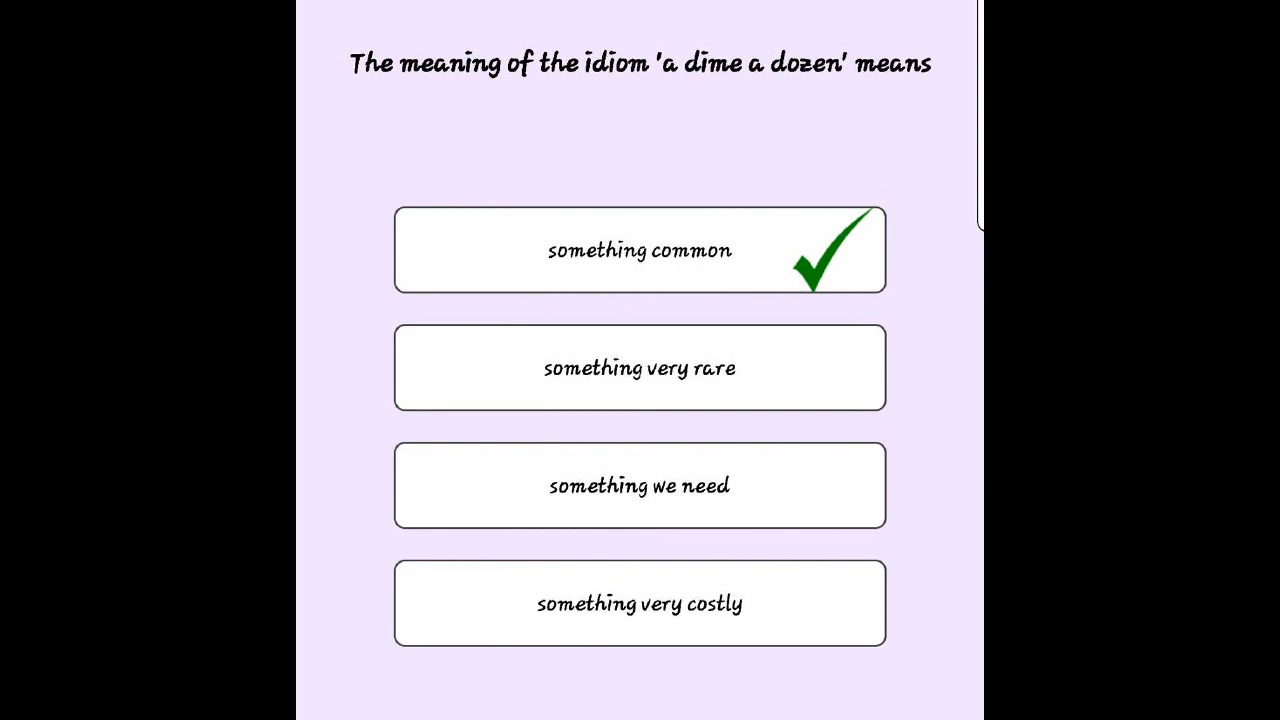 The meaning of the idiom 'a dime a dozen' means
something common
something very rare
something we need
something very costly